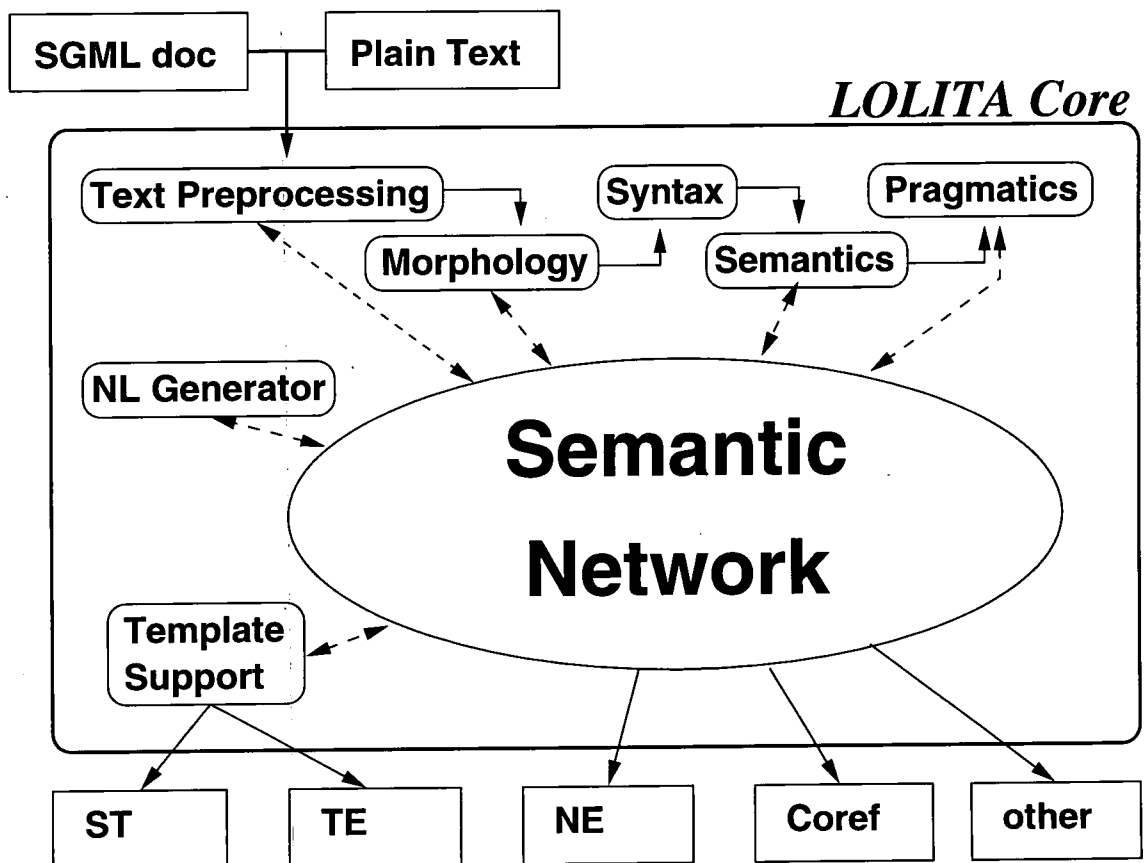 SGML doc
Plain Text
LOLITA Core
Text Preprocessing
Syntax
Pragmatics
Morphology
Semantics
NL Generator
Semantic
Network
Template
Support
ST
TE
NE
Coref
other